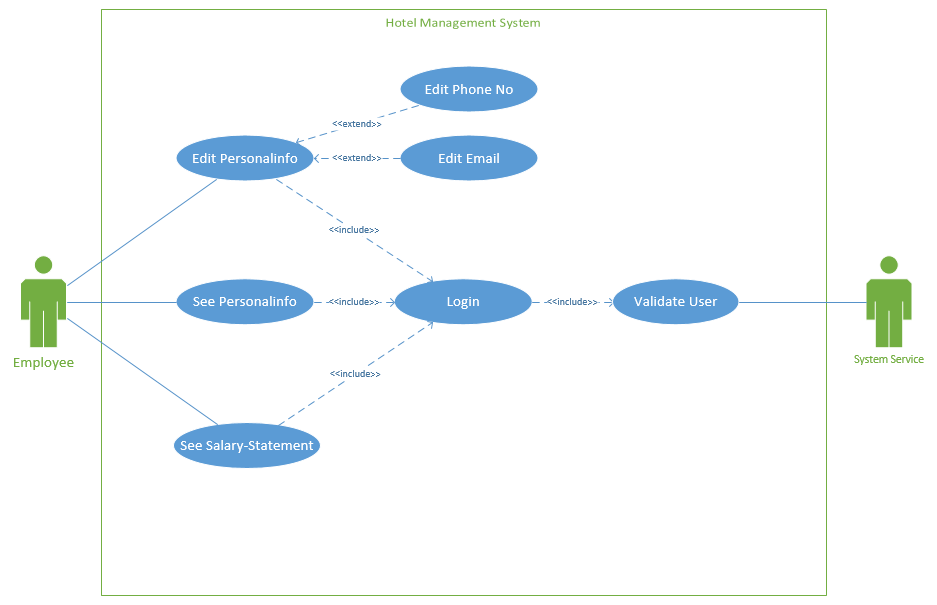 Hotel Management System
Edit Phone No
<<extend>>
Edit Personalinfo
<<extend>>
Edit Email
<<include>>
See Personalinfo
<<include>>
Login
<<include>>
Validate User
Employee
System Service
<<include>>
See Salary-Statement